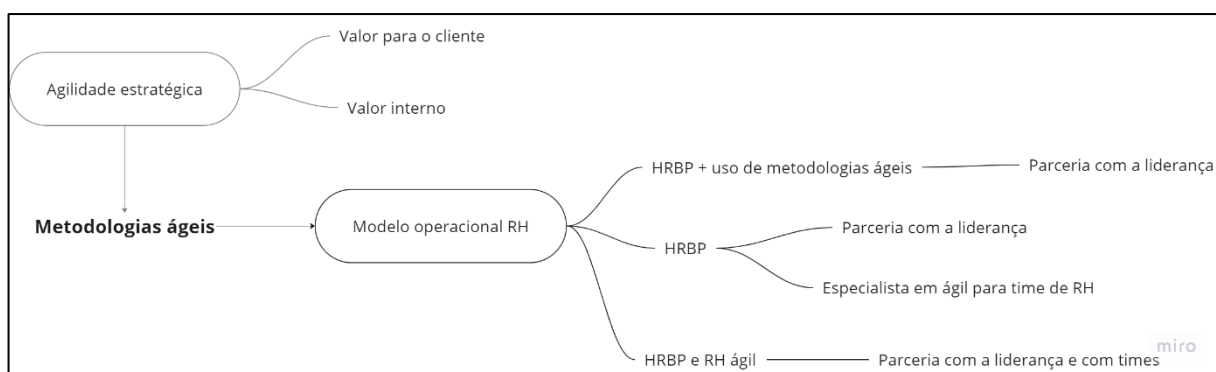 Valor para o cliente
Agilidade estratégica
Valor interno
HRBP + uso de metodologias ágeis
Parceria com a liderança
Metodologias ágeis
Modelo operacional RH
Parceria com a liderança
HRBP
Especialista em ágil para time de RH
HRBP e RH ágil
Parceria com a liderança e com times
miro